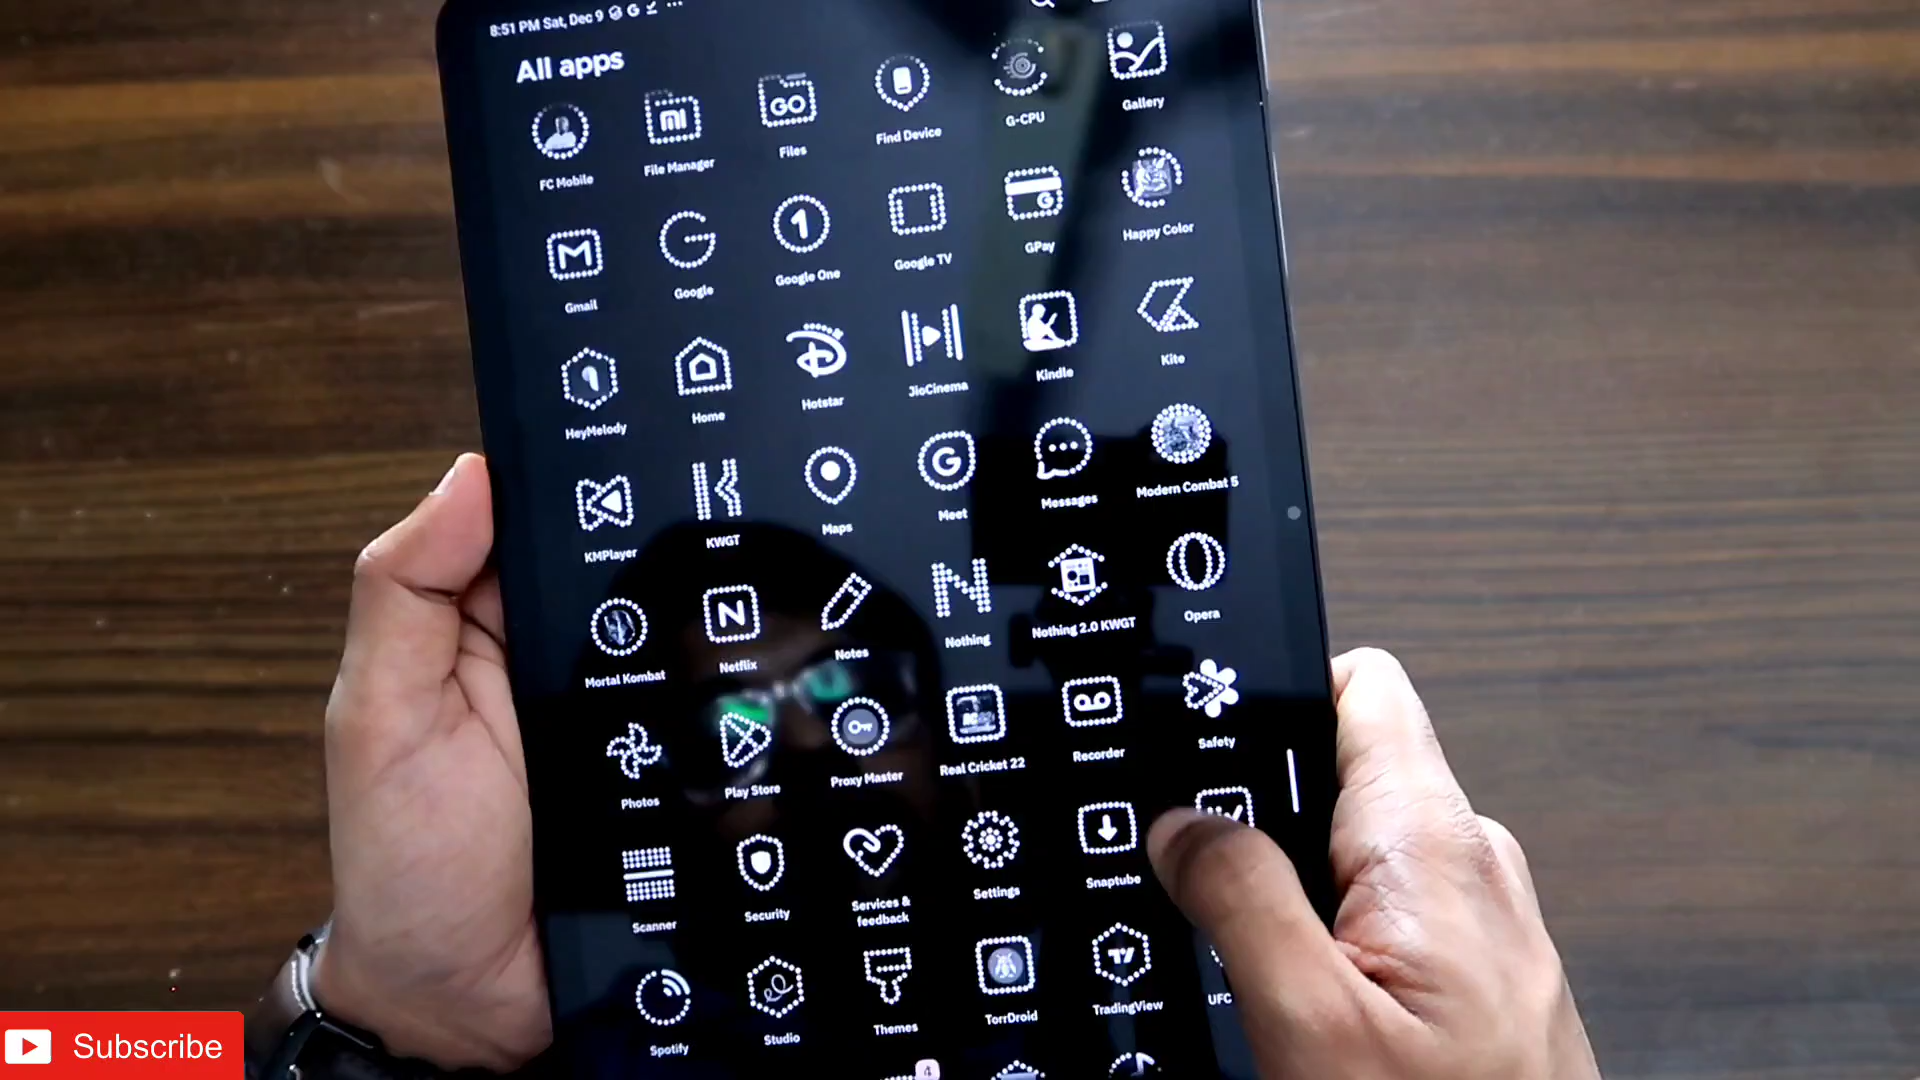 8:51 PM Sat, Dec 9
All apps
FC Mobile
File Manager
Files
Find Device
G-CPU
Gallery
Gmail
Google
Google One
Google TV
GPay
Happy Color
HeyMelody
Home
Hotstar
JioCinema
Kindle
Kite
KMPlayer
KWGT
Maps
Meet
Messages
Modern Combat 5
Mortal Kombat
Netflix
Notes
Nothing
Nothing 2.0 KWGT
Opera
Photos
Play Store
Proxy Master
Real Cricket 22
Recorder
Safety
Scanner
Security
Services &
feedback
Settings
Snaptube
Spotify
Studio
Themes
TorrDroid
TradingView
UFC
4
Subscribe